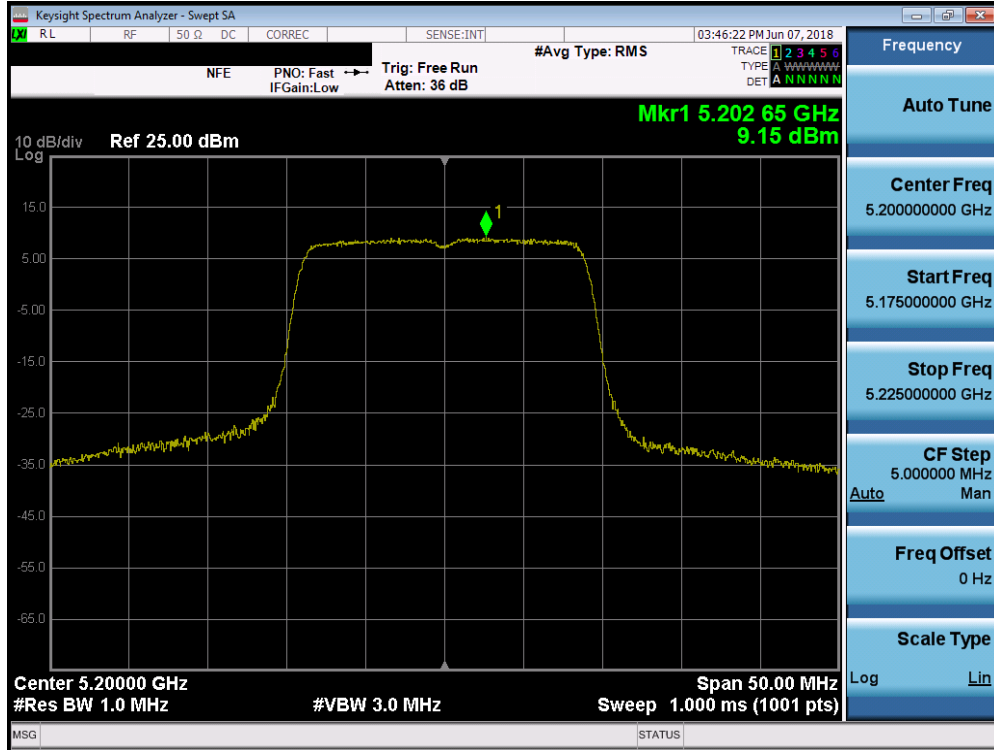 Keysight Spectrum Analyzer - Swept SA
LXI RL RF 50 Ω DC CORREC SENSE:INT 03:46:22 PM Jun 07, 2018
#Avg Type: RMS TRACE 1 2 3 4 5 6
TYPE A WWWWW
NFE PNO: Fast Trig: Free Run DET A N N N N N
IFGain:Low Atten: 36 dB
Mkr1 5.202 65 GHz
9.15 dBm
10 dB/div Ref 25.00 dBm
Log
1
15.0
5.00
-5.00
-15.0
-25.0
-35.0
-45.0
-55.0
-65.0
Center 5.20000 GHz Span 50.00 MHz
#Res BW 1.0 MHz #VBW 3.0 MHz Sweep 1.000 ms (1001 pts)
MSG STATUS
Frequency
Auto Tune
Center Freq
5.200000000 GHz
Start Freq
5.175000000 GHz
Stop Freq
5.225000000 GHz
CF Step
5.000000 MHz
Auto Man
Freq Offset
0 Hz
Scale Type
Log Lin